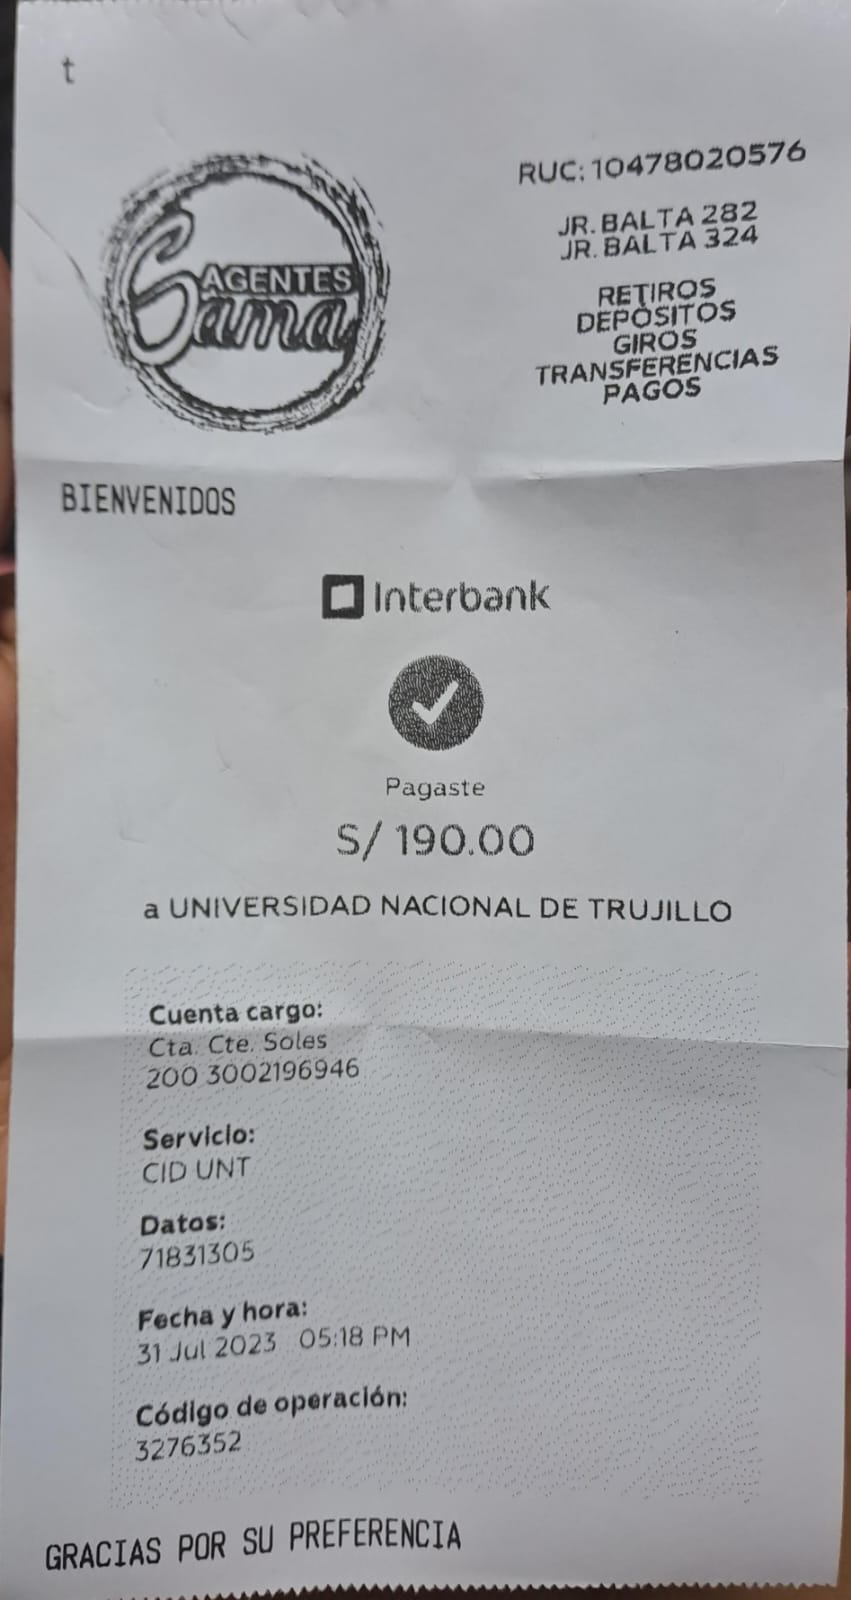 t
AGENTES
Sama
RUC: 10478020576
JR. BALTA 282
JR. BALTA 324
RETIROS
DEPÓSITOS
GIROS
TRANSFERENCIAS
PAGOS
BIENVENIDOS
Interbank
Pagaste
S/ 190.00
a UNIVERSIDAD NACIONAL DE TRUJILLO
Cuenta cargo:
Cta. Cte. Soles
200 3002196946
Servicio:
CID UNT
Datos:
71831305
Fecha y hora:
31 Jul 2023 05:18 PM
Código de operación:
3276352
GRACIAS POR SU PREFERENCIA